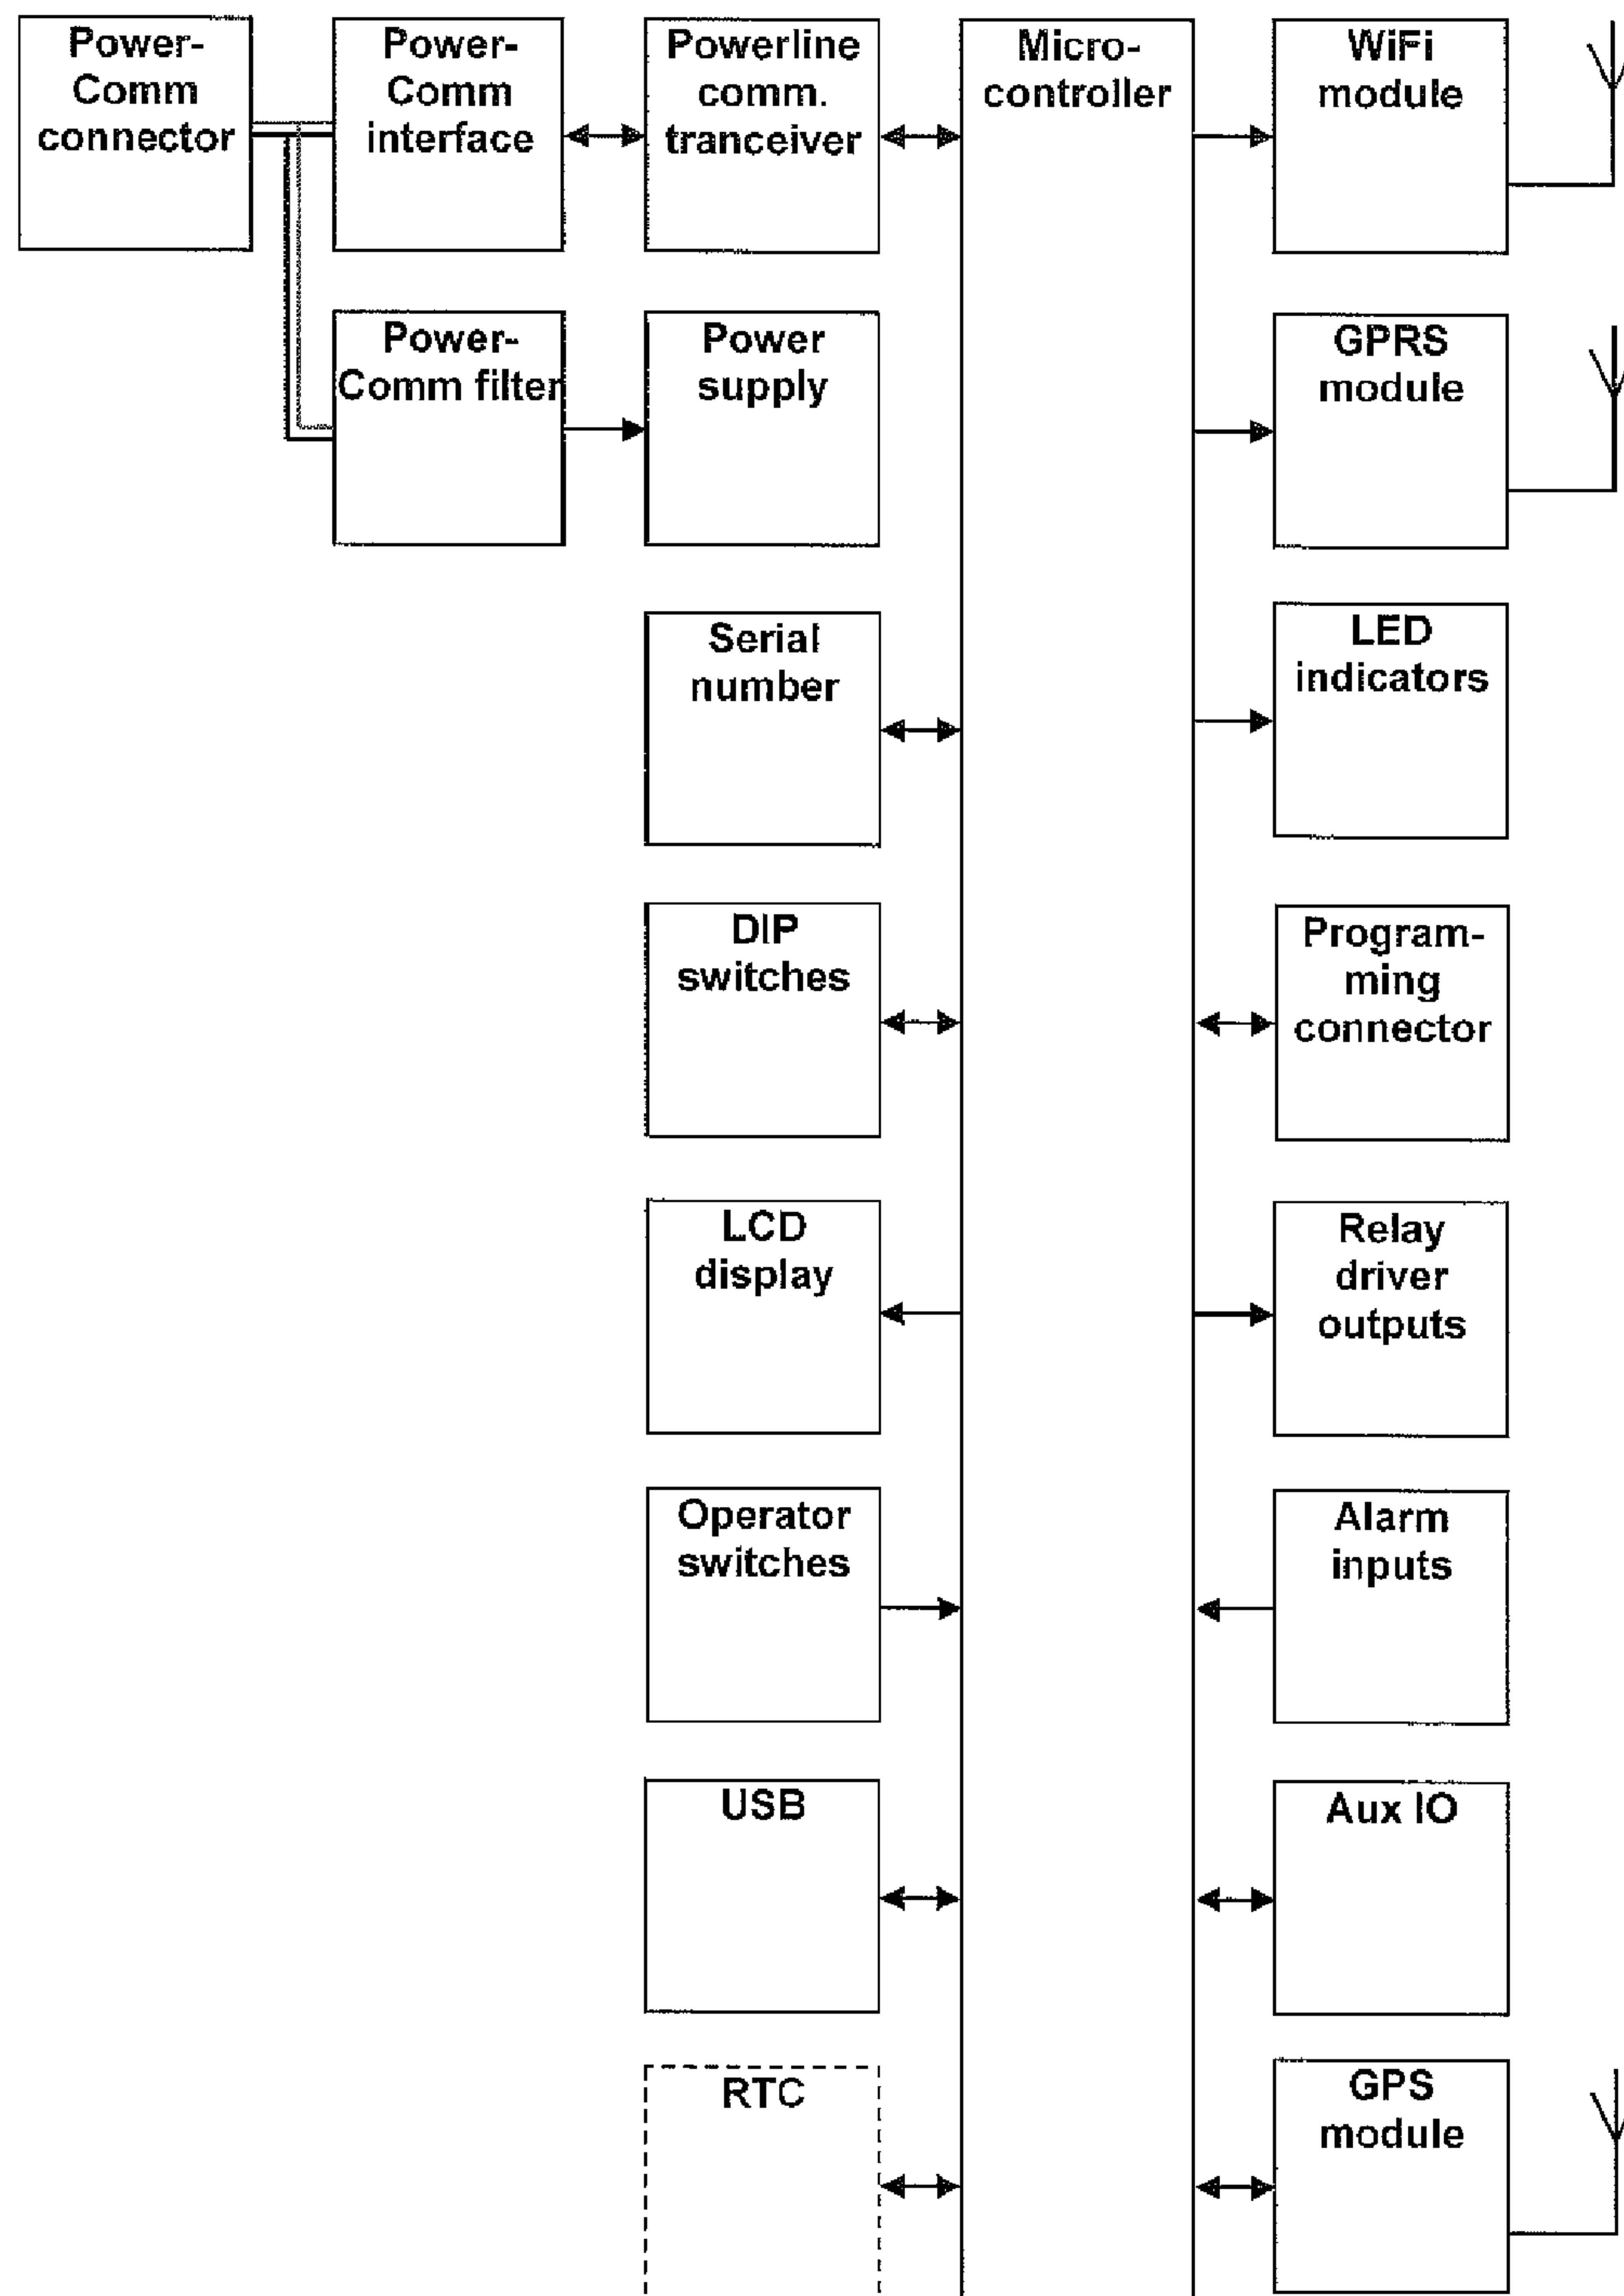 Power-
Comm
connector
Power-
Comm
interface
Powerline
comm.
tranceiver
Micro-
controller
WiFi
module
Power-
Comm filter
Power
supply
GPRS
module
Serial
number
LED
indicators
DIP
switches
Program-
ming
connector
LCD
display
Relay
driver
outputs
Operator
switches
Alarm
inputs
USB
Aux IO
RTC
GPS
module